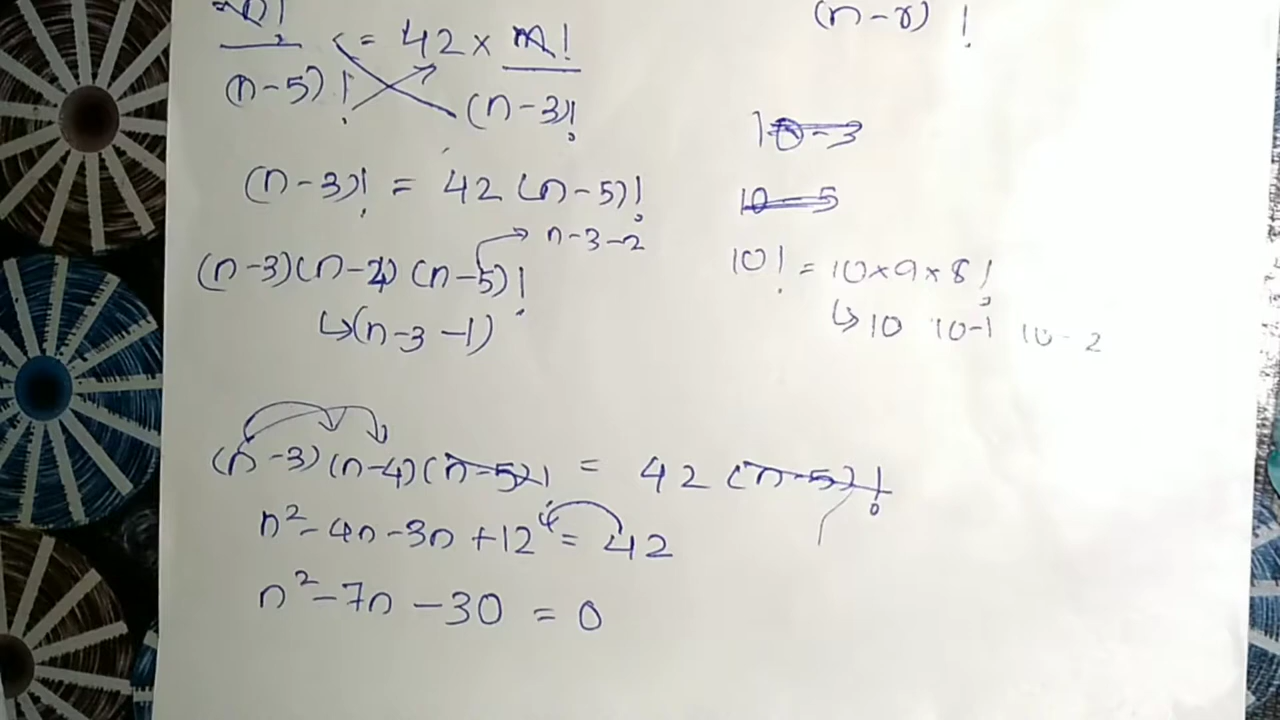 n!
(n-r) !
= 42 × n!
(n-5)!
(n-3)!
10-3
(n-3)! = 42 (n-5)!
10-5
n-3-2
(n-3)(n-4) (n-5)!
10! = 10×9×8!
↳(n-3-1)
↳10 10-1 10-2
(n-3)(n-4)(n-5)! = 42 (n-5)!
n²-4n-3n+12 = 42
n²-7n-30 = 0